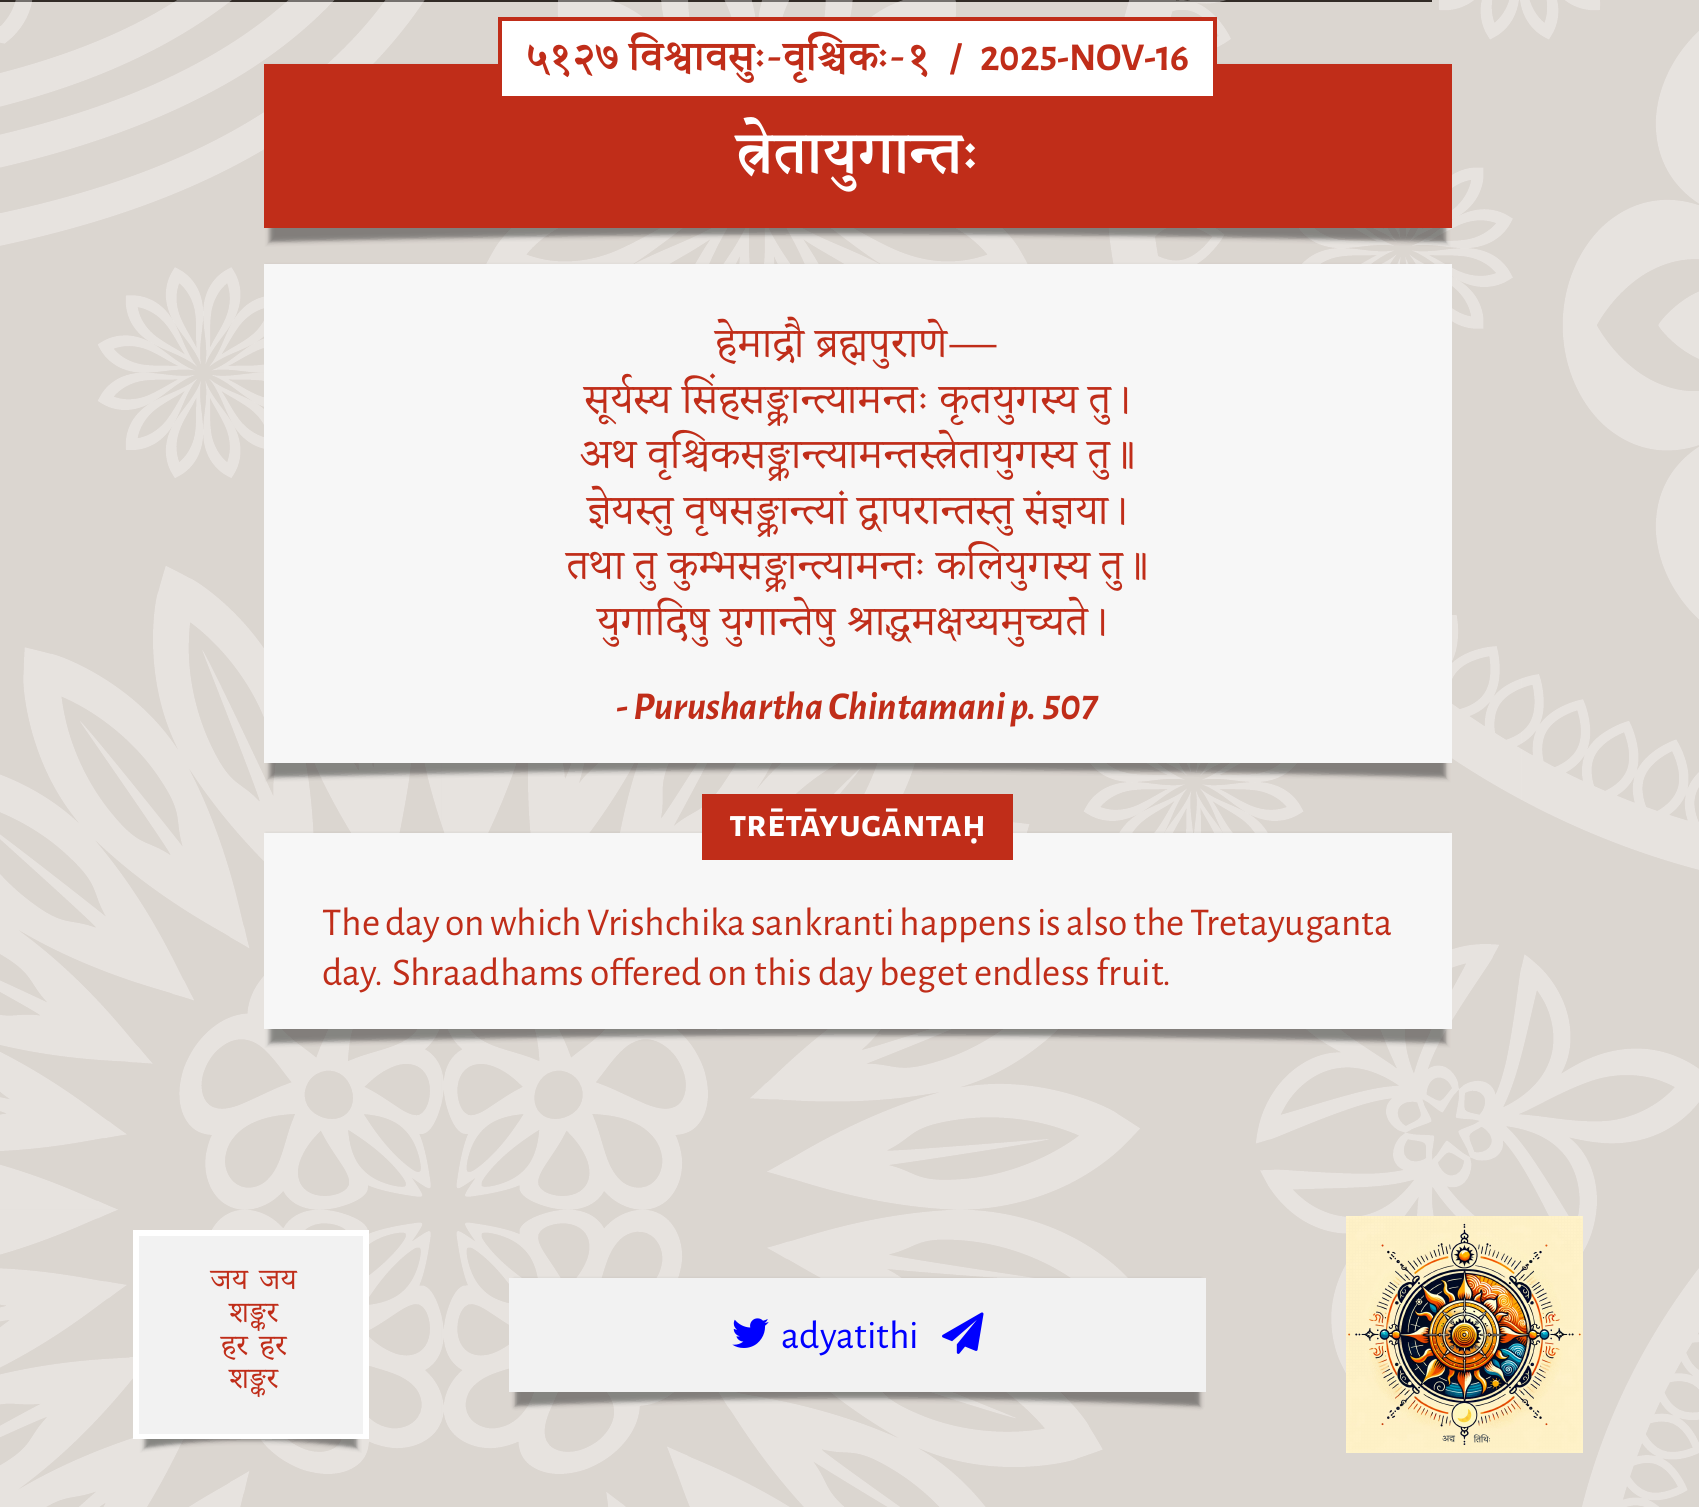 ५१२७ विश्वावसुः-वृश्चिकः-१ / 2025-NOV-16
त्रेतायुगान्तः
हेमाद्रौ ब्रह्मपुराणे—
सूर्यस्य सिंहसङ्क्रान्त्यामन्तः कृतयुगस्य तु।
अथ वृश्चिकसङ्क्रान्त्यामन्तस्त्रेतायुगस्य तु॥
ज्ञेयस्तु वृषसङ्क्रान्त्यां द्वापरान्तस्तु संज्ञया।
तथा तु कुम्भसङ्क्रान्त्यामन्तः कलियुगस्य तु॥
युगादिषु युगान्तेषु श्राद्धमक्षय्यमुच्यते।
- Purushartha Chintamani p. 507
TRĒTĀYUGĀNTAḤ
The day on which Vrishchika sankranti happens is also the Tretayuganta
day. Shraadhams offered on this day beget endless fruit.
जय जय
शङ्कर
हर हर
शङ्कर
adyatithi
अद्य तिथिः